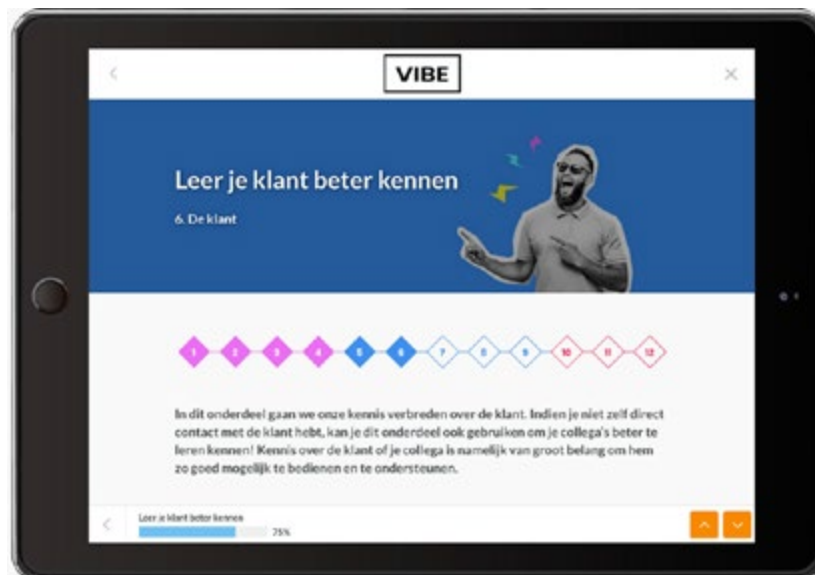 VIBE
Leer je klant beter kennen
6. De klant
1 2 3 4 5 6 7 8 9 10 11 12
In dit onderdeel gaan we onze kennis verbreden over de klant. Indien je niet zelf direct
contact met de klant hebt, kan je dit onderdeel ook gebruiken om je collega's beter te
leren kennen! Kennis over de klant of je collega is namelijk van groot belang om hem
zo goed mogelijk te bedienen en te ondersteunen.
Leer je klant beter kennen
75%